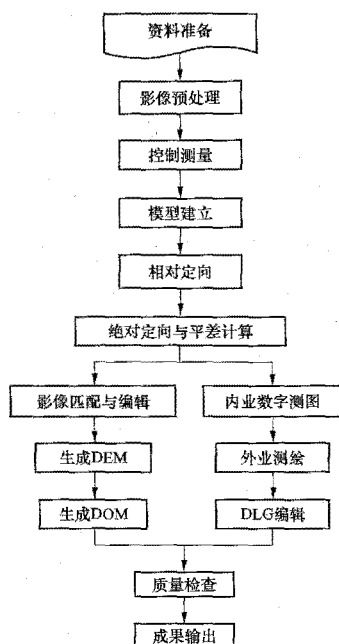 资料准备
影像预处理
控制测量
模型建立
相对定向
绝对定向与平差计算
影像匹配与编辑
内业数字测图
生成DEM
外业测绘
生成DOM
DLG编辑
质量检查
成果输出